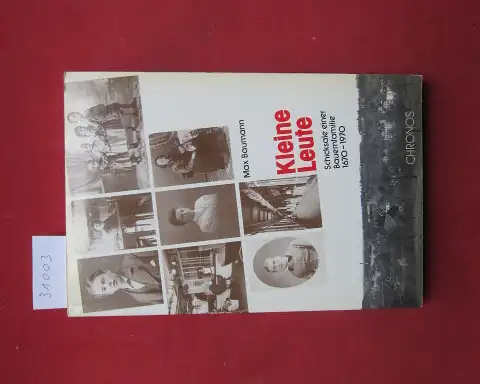 Max Baumann
Kleine
Leute
Schicksale einer
Bauernfamilie
1670–1970
CHRONOS
31003